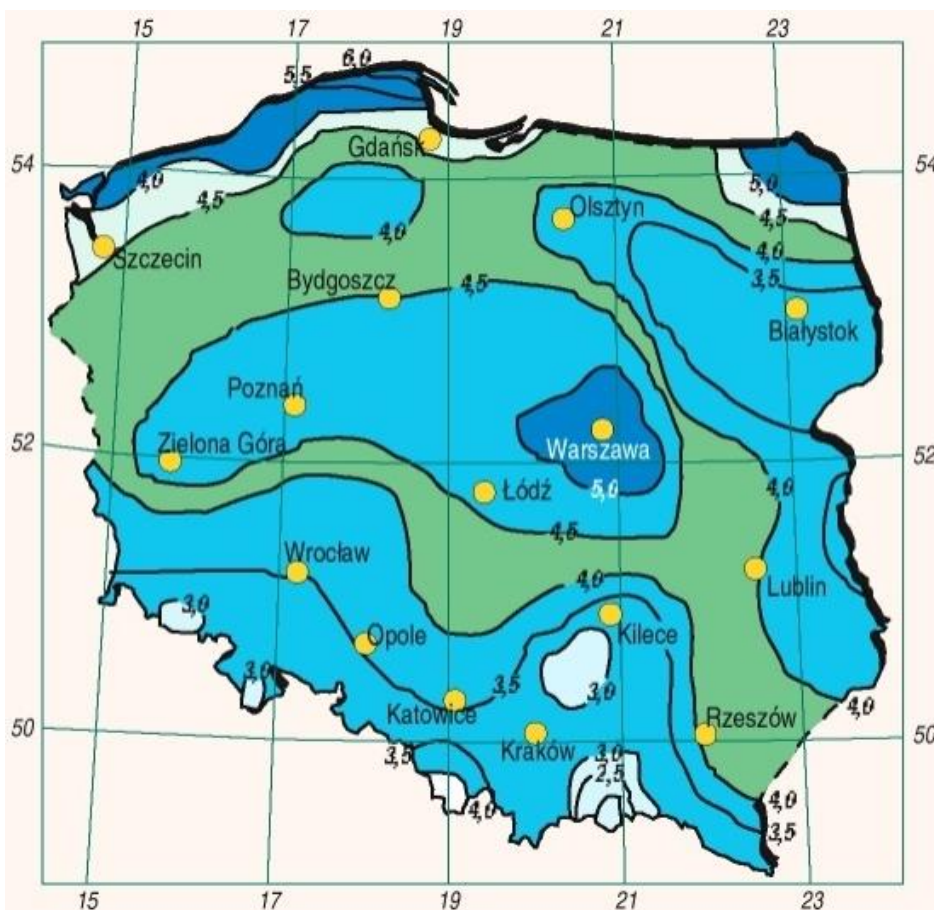 15 17 19 21 23
6,0
5,5
Gdańsk
54 54
4,0
5,0
4,5
4,5
Olsztyn
4,0
4,0
Szczecin
3,5
Bydgoszcz
4,5
Białystok
Poznań
Zielona Góra
52
Warszawa
52
Łódź
5,0
4,0
4,5
Wrocław
4,0
Lublin
3,0
Opole
Kilece
3,0
3,5
3,0
4,0
50
Katowice
Rzeszów
50
3,5
Kraków
3,0
2,5
4,0
4,0
3,5
15 17 19 21 23